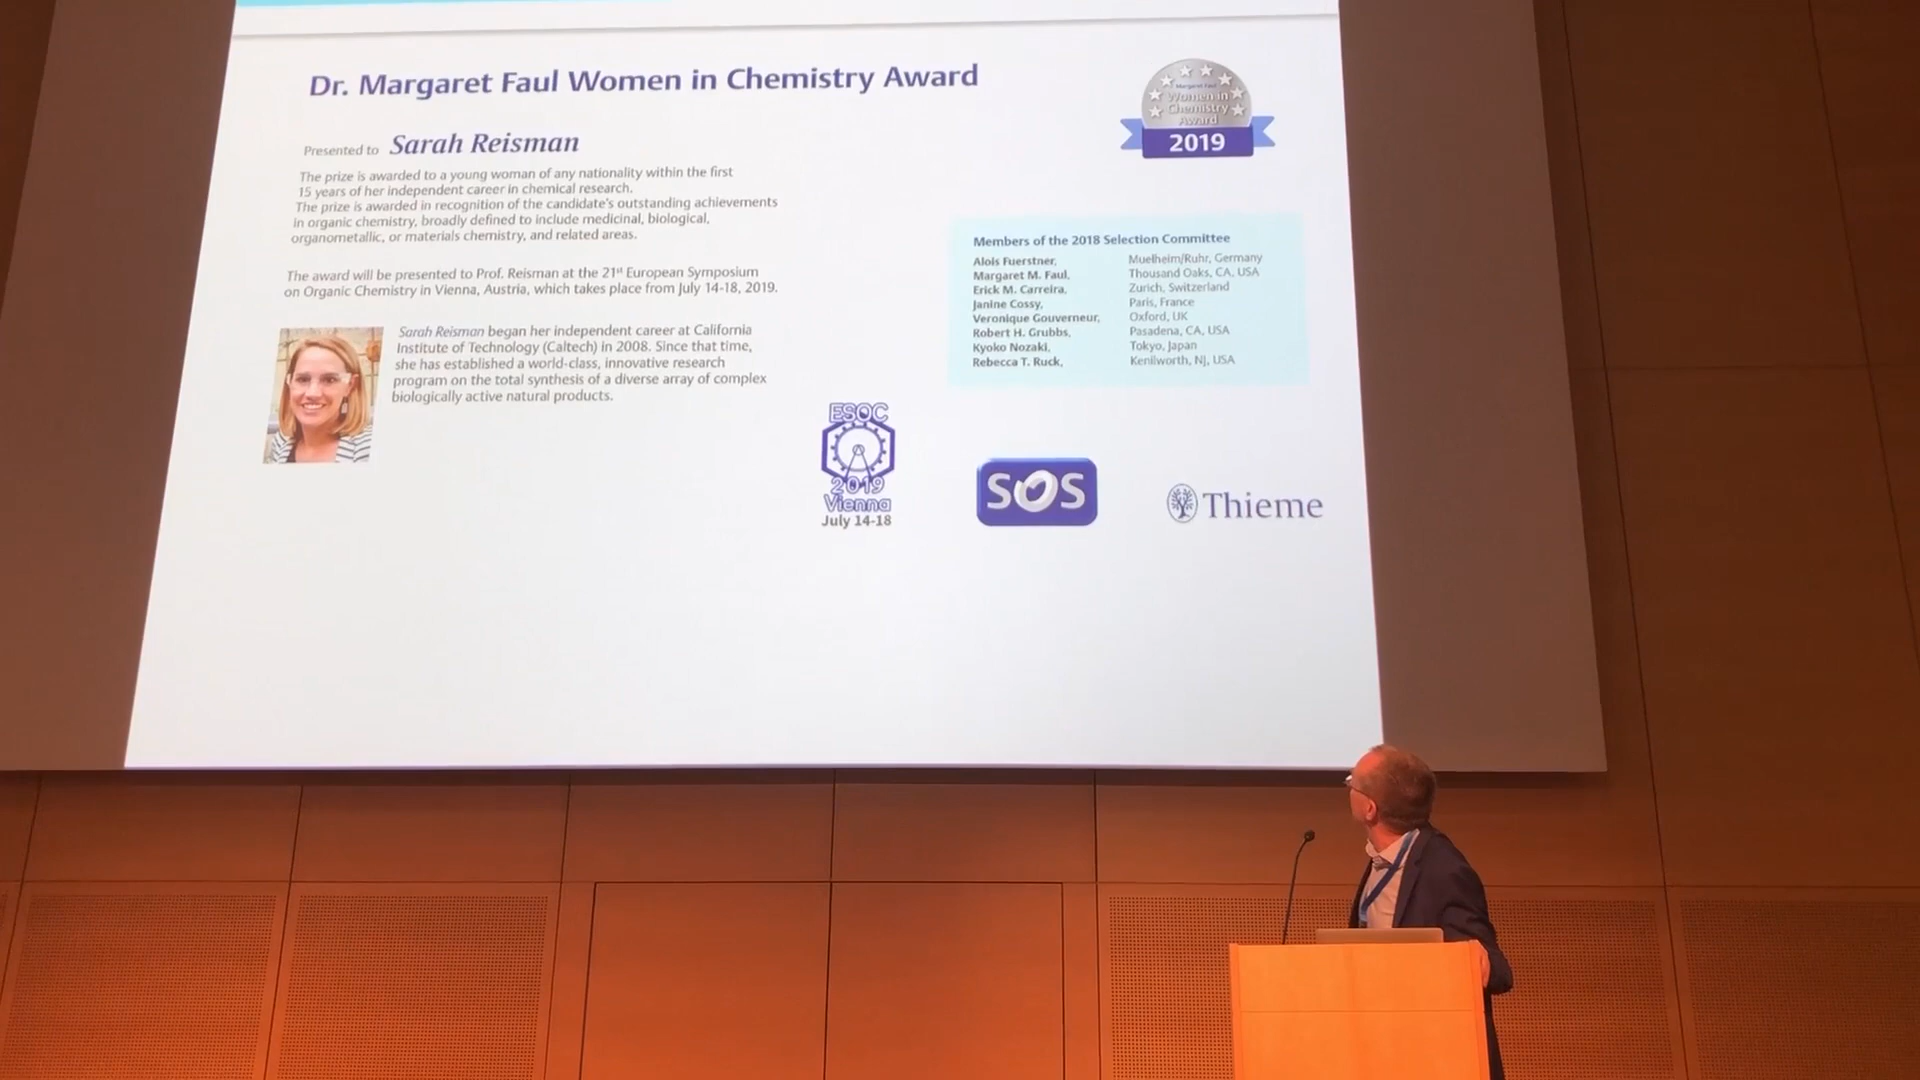 Dr. Margaret Faul Women in Chemistry Award
Presented to Sarah Reisman
The prize is awarded to a young woman of any nationality within the first
15 years of her independent career in chemical research.
The prize is awarded in recognition of the candidate's outstanding achievements
in organic chemistry, broadly defined to include medicinal, biological,
organometallic, or materials chemistry, and related areas.
The award will be presented to Prof. Reisman at the 21st European Symposium
on Organic Chemistry in Vienna, Austria, which takes place from July 14-18, 2019.
Sarah Reisman began her independent career at California
Institute of Technology (Caltech) in 2008. Since that time,
she has established a world-class, innovative research
program on the total synthesis of a diverse array of complex
biologically active natural products.
Margaret Faul
Women in
Chemistry
Award
2019
Members of the 2018 Selection Committee
Alois Fuerstner, Muelheim/Ruhr, Germany
Margaret M. Faul, Thousand Oaks, CA, USA
Erick M. Carreira, Zurich, Switzerland
Janine Cossy, Paris, France
Veronique Gouverneur, Oxford, UK
Robert H. Grubbs, Pasadena, CA, USA
Kyoko Nozaki, Tokyo, Japan
Rebecca T. Ruck, Kenilworth, NJ, USA
ESOC
2019
Vienna
July 14-18
SOS
Thieme